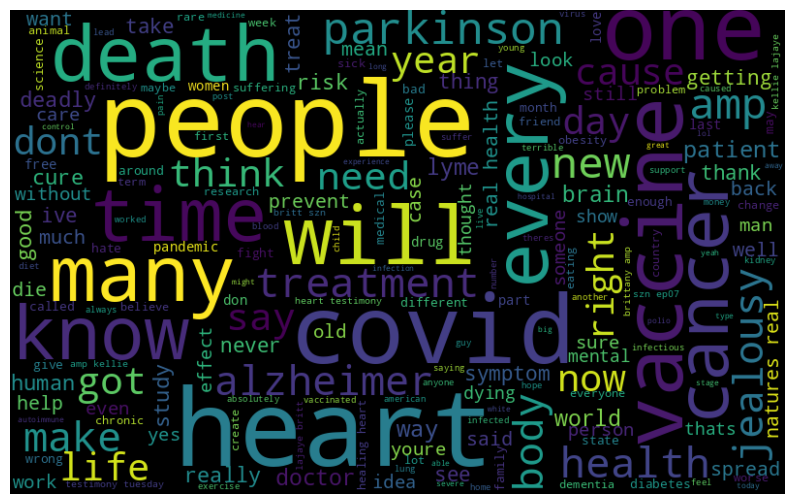 want
rare
week
medicine
virus
love
one
animal
take
death
treat
parkinson
science
lead
maybe
mean
year
look
cause
getting
deadly
women
suffering
sick
long
let
young
risk
thing
still
problem
kellie lajaye
care
definitely
pain
post
please
bad
month
friend
last
may
dont
control
people
actually
every
obesity
amp
free
first
day
lol
cure
around
think
need
lyme
real health
terrible
great
patient
without
term
research
case
new
support
away
thank
ive
worked
britt szn
prevent
medical
thought
live
hospital
brain
enough
money
back
much
hate
blood
time
will
drug
theres
show
change
good
fight
child
someone
country
yeah
man
pandemic
vaccine
cancer
kidney
well
die
diet
many
might
infection
treatment
number
eating
another
brittany amp
called
believe
don
heart testimony
different
part
szn ep07
always
say
old
big
right
polio
type
jealousy
natures real
know
covid
guy
sure
infectious
give
amp kellie
effect
never
saying
mental
human
got
study
alzheimer
symptom
hope
now
stage
help
even
absolutely
vaccinated
american
anyone
dying
everyone
chronic
create
white
body
world
make
yes
heart
infected
way
said
person
thats
autoimmune
lajaye britt
healing heart
youre
able
state
spread
wrong
life
really
lung
lot
family
health
feel
work
doctor
see
idea
home
dementia
diabetes
worse
testimony tuesday
exercise
severe
today